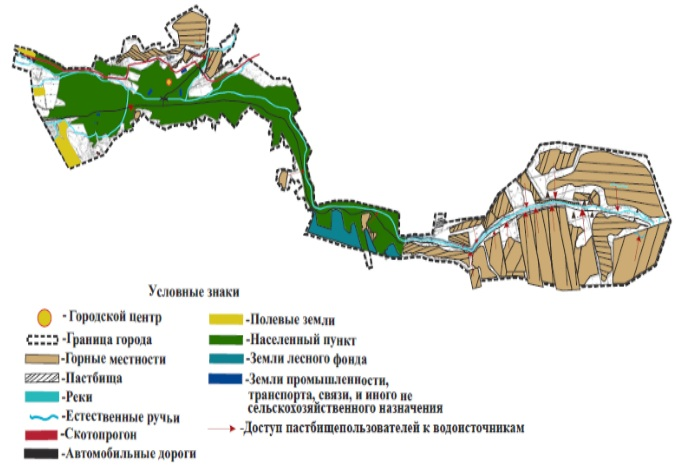 Условные знаки
- Городской центр
-Граница города
-Горные местности
-Пастбища
-Реки
-Естественные ручьи
-Скотопрогон
-Автомобильные дороги
-Полевые земли
-Населенный пункт
-Земли лесного фонда
-Земли промышленности,
транспорта, связи, и иного не
сельскохозяйственного назначения
-Доступ пастбищепользователей к водоисточникам